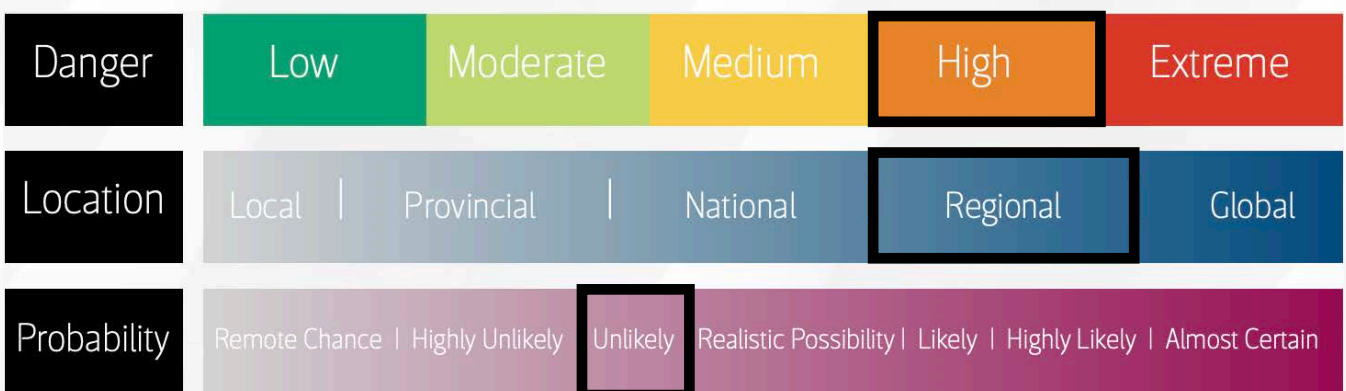 Danger Low Moderate Medium High Extreme
Location Local | Provincial | National Regional Global
Probability Remote Chance | Highly Unlikely Unlikely Realistic Possibility | Likely | Highly Likely | Almost Certain